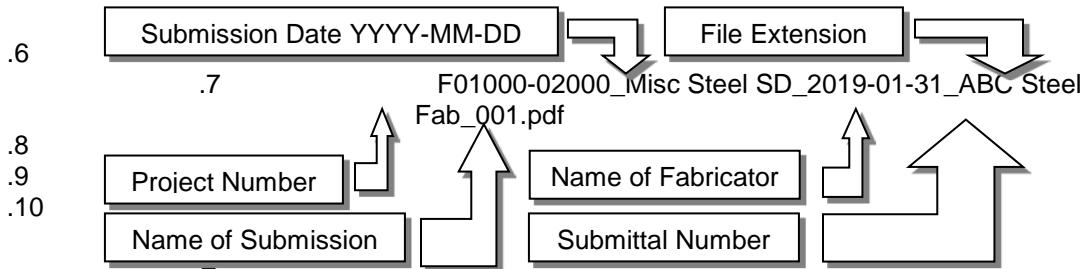 Submission Date YYYY-MM-DD File Extension
.6
.7 F01000-02000_Misc Steel SD_2019-01-31_ABC Steel
Fab_001.pdf
.8
.9 Project Number Name of Fabricator
.10
Name of Submission Submittal Number